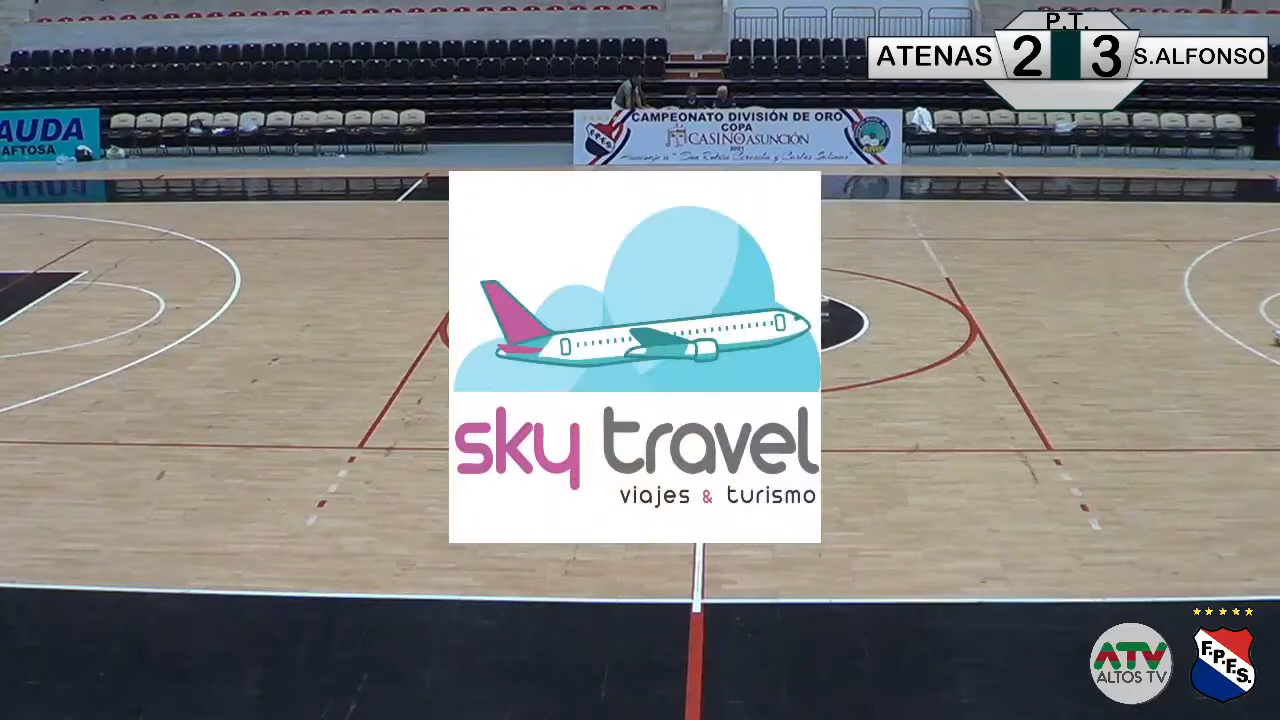 P.T.
ATENAS 2 3 S.ALFONSO
AUDA
AFTOSA
CAMPEONATO DIVISIÓN DE ORO
COPA
CASINO ASUNCIÓN
sky travel
viajes & turismo
ATV
ALTOS TV
F.P.F.S.